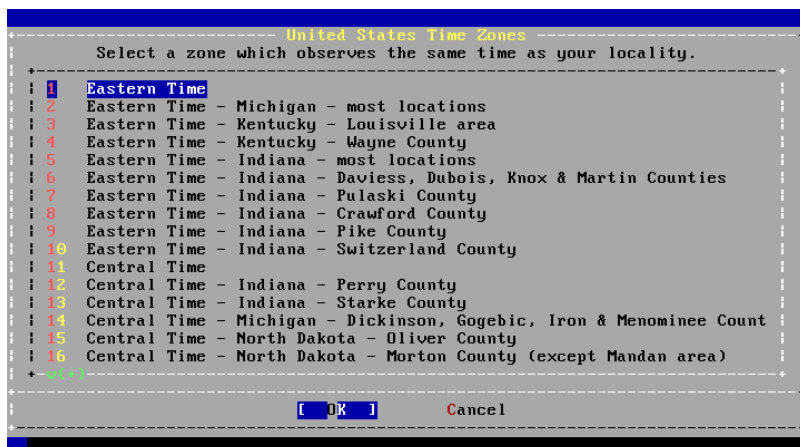 United States Time Zones
Select a zone which observes the same time as your locality.
1 Eastern Time
2 Eastern Time - Michigan - most locations
3 Eastern Time - Kentucky - Louisville area
4 Eastern Time - Kentucky - Wayne County
5 Eastern Time - Indiana - most locations
6 Eastern Time - Indiana - Daviess, Dubois, Knox & Martin Counties
7 Eastern Time - Indiana - Pulaski County
8 Eastern Time - Indiana - Crawford County
9 Eastern Time - Indiana - Pike County
10 Eastern Time - Indiana - Switzerland County
11 Central Time
12 Central Time - Indiana - Perry County
13 Central Time - Indiana - Starke County
14 Central Time - Michigan - Dickinson, Gogebic, Iron & Menominee Count
15 Central Time - North Dakota - Oliver County
16 Central Time - North Dakota - Morton County (except Mandan area)
v(+)
[ OK ] Cancel